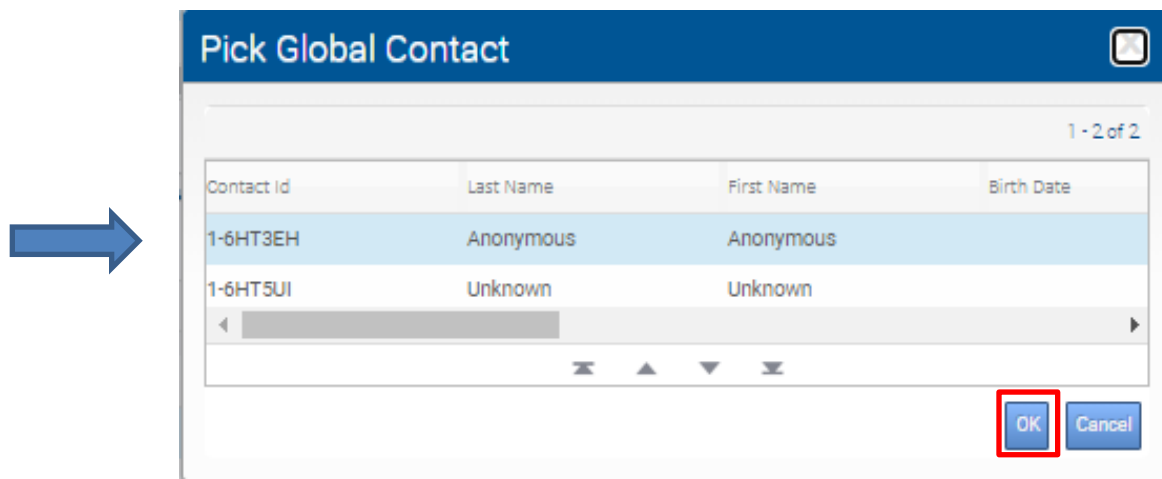 Pick Global Contact
1 - 2 of 2
Contact Id Last Name First Name Birth Date
1-6HT3EH Anonymous Anonymous
1-6HT5UI Unknown Unknown
OK Cancel